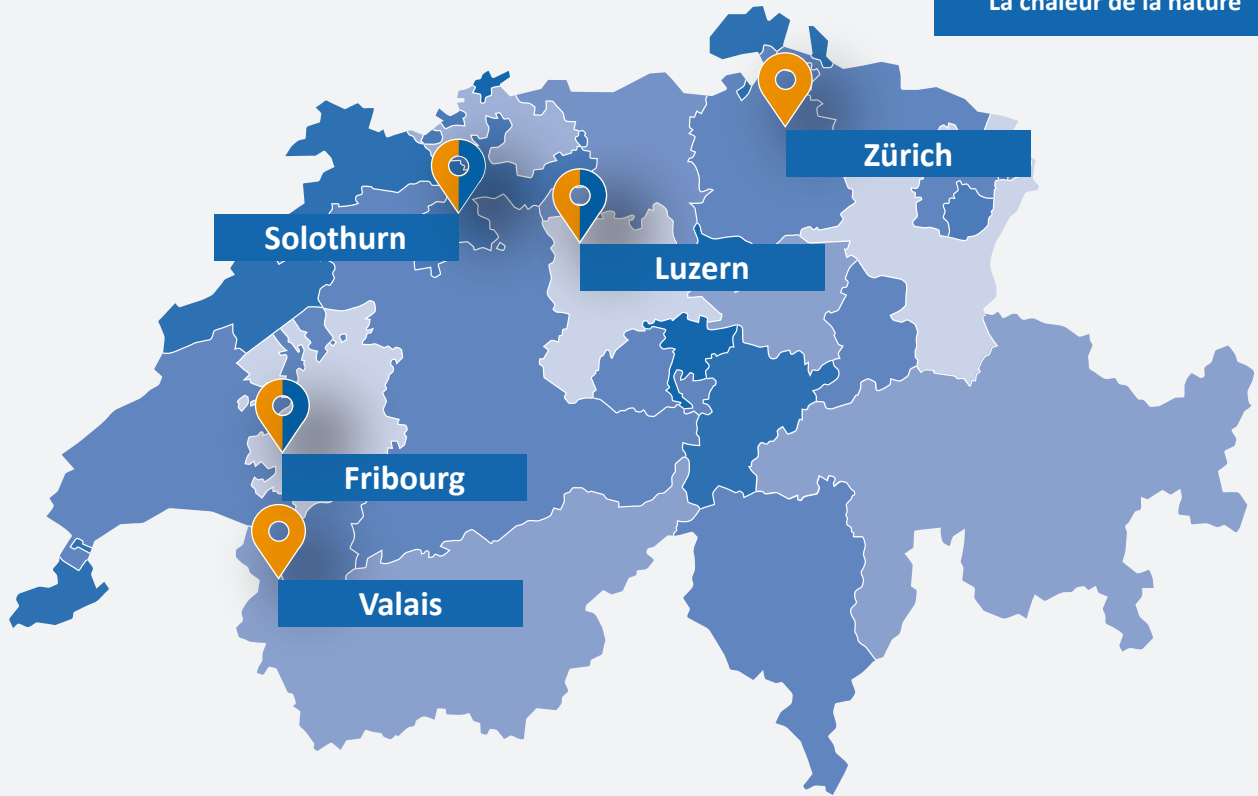 La chaleur de la nature
Zürich
Solothurn
Luzern
Fribourg
Valais